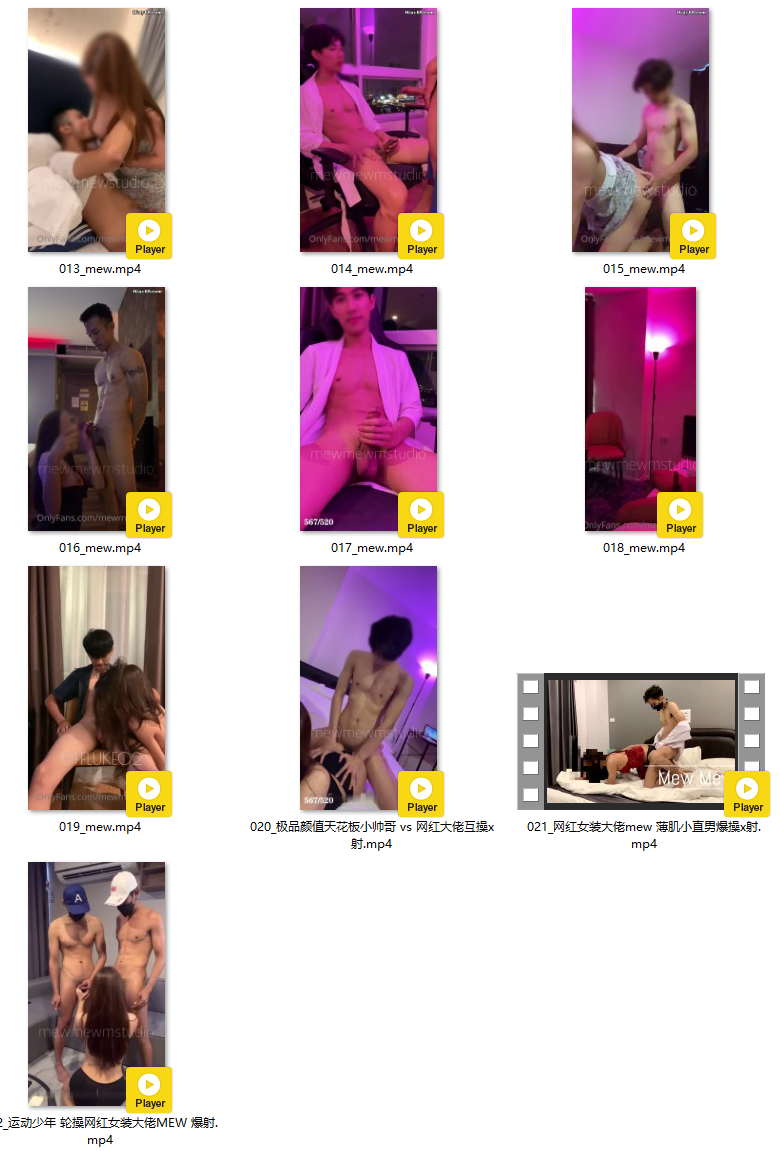 mewmewmstudio
OnlyFans.com/mewm
Player
013_mew.mp4
mewmewmstudio
OnlyFans.com/mewm
Player
014_mew.mp4
mewmewmstudio
OnlyFans.com/mewm
Player
015_mew.mp4
mewmewmstudio
OnlyFans.com/mewm
Player
016_mew.mp4
mewmewmstudio
567/520
Player
017_mew.mp4
mewmewmstudio
OnlyFans.com/mewm
Player
018_mew.mp4
OnlyFans.com/mewm
Player
019_mew.mp4
mewmewmstudio
567/520
Player
020_极品颜值天花板小帅哥 vs 网红大佬互操x
射.mp4
Mew Me
Player
021_网红女装大佬mew 薄肌小直男爆操x射.
mp4
A
mewmewmstudio
Player
2_运动少年 轮操网红女装大佬MEW 爆射.
mp4